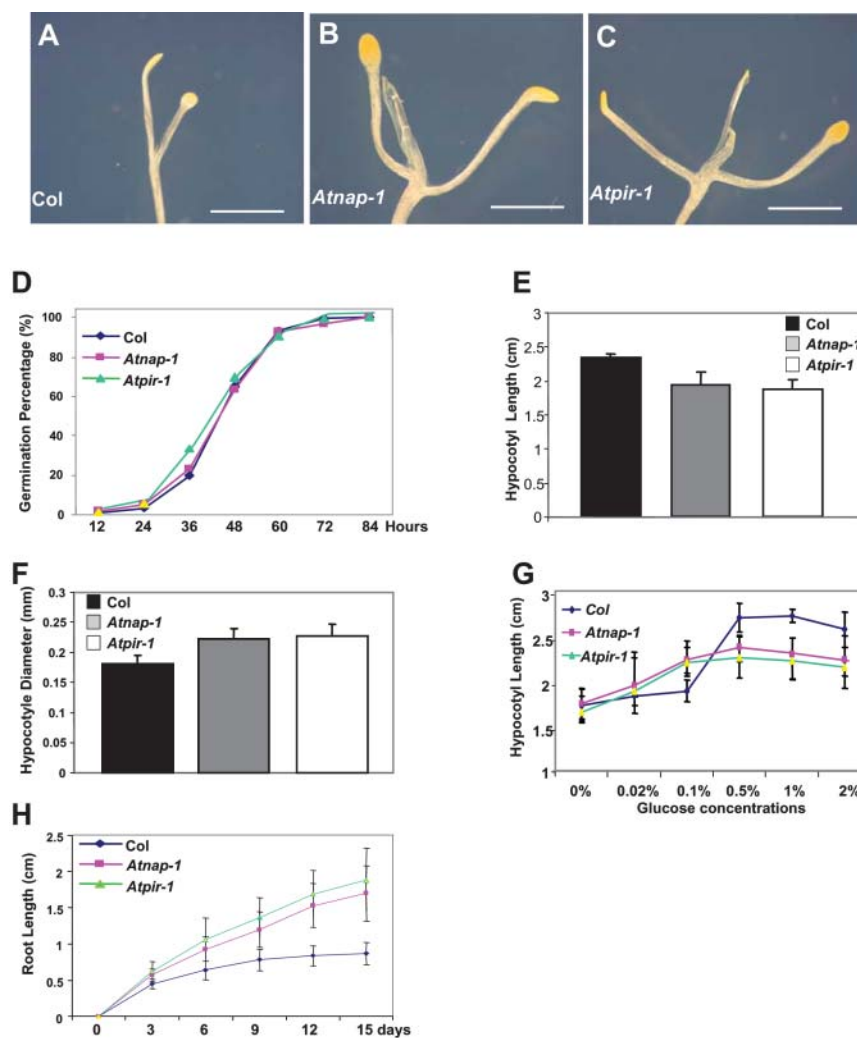 A
Col
B
Atnap-1
C
Atpir-1
D
Germination Percentage (%)
100
80
60
40
20
0
Col
Atnap-1
Atpir-1
12 24 36 48 60 72 84 Hours
E
Hypocotyl Length (cm)
3
2.5
2
1.5
1
0.5
0
Col
Atnap-1
Atpir-1
F
Hypocotyle Diameter (mm)
0.3
0.25
0.2
0.15
0.1
0.05
0
Col
Atnap-1
Atpir-1
G
Hypocotyl Length (cm)
3
2.5
2
1.5
1
Col
Atnap-1
Atpir-1
0% 0.02% 0.1% 0.5% 1% 2%
Glucose concentrations
H
Root Length (cm)
2.5
2
1.5
1
0.5
0
Col
Atnap-1
Atpir-1
0 3 6 9 12 15 days